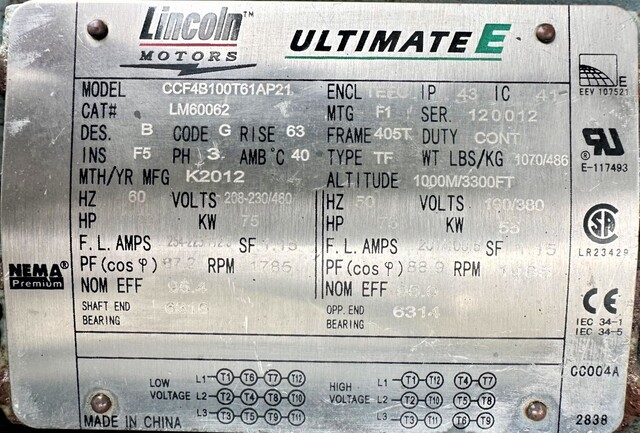 Lincoln™
MOTORS
ULTIMATE E
MODEL CCF4B100T61AP21 ENCL TEFC IP 43 IC 41
CAT# LM60062 MTG F1 SER. 120012
DES. B CODE G RISE 63 FRAME 405T DUTY CONT
INS F5 PH 3 AMB°C 40 TYPE TF WT LBS/KG 1070/486
MTH/YR MFG K2012 ALTITUDE 1000M/3300FT
HZ 60 VOLTS 208-230/460 HZ 50 VOLTS 190/380
HP KW 75 HP 75 KW 55
F.L. AMPS SF 1.15 F.L. AMPS SF
PF(cos φ) 87.2 RPM 1785 PF(cos φ) 88.9 RPM
NOM EFF NOM EFF
SHAFT END BEARING 6318 OPP. END BEARING 6314
LOW VOLTAGE HIGH VOLTAGE
L1 T1 T6 T7 T12 L1 T1 T12 T4 T7
L2 T2 T4 T8 T10 L2 T2 T10 T5 T8
L3 T3 T5 T9 T11 L3 T3 T11 T6 T9
MADE IN CHINA
NEMA®
Premium
EEV 107521
E-117493
LR23429
CE
IEC 34-1
IEC 34-5
CC004A
2838